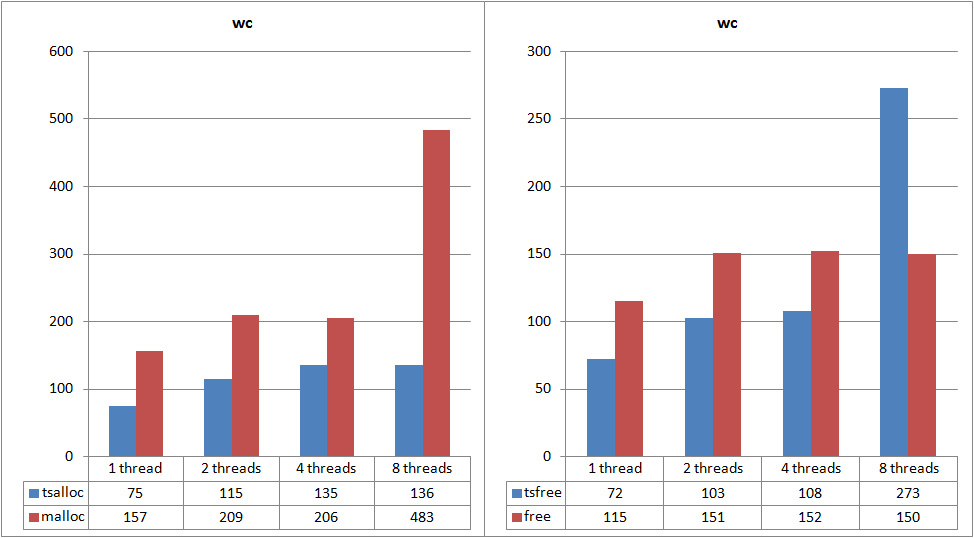 wc
600
500
400
300
200
100
0
1 thread 2 threads 4 threads 8 threads
tsalloc 75 115 135 136
malloc 157 209 206 483
wc
300
250
200
150
100
50
0
1 thread 2 threads 4 threads 8 threads
tsfree 72 103 108 273
free 115 151 152 150